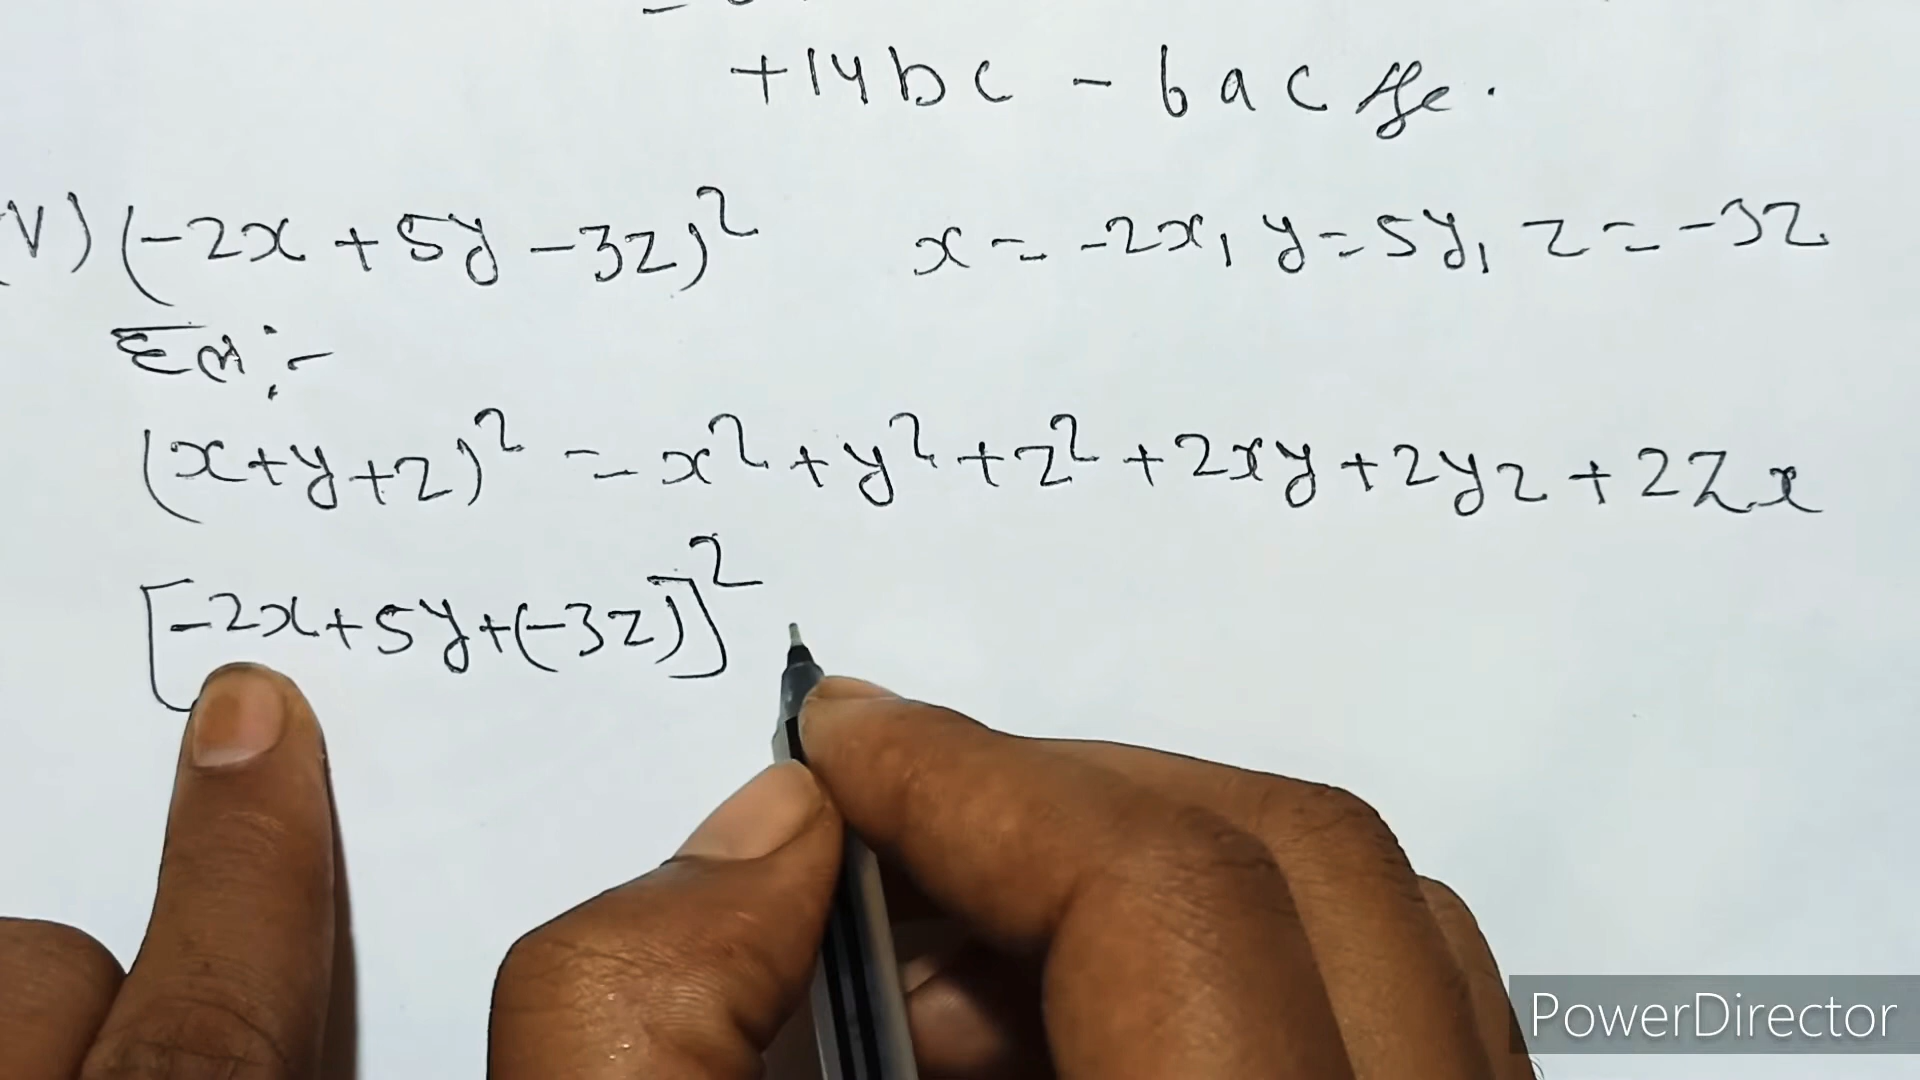 +14bc - 6ac
V) (-2x + 5y - 3z)² x = -2x, y = 5y, z = -3z
हल :-
(x+y+z)² = x² + y² + z² + 2xy + 2yz + 2zx
[-2x+5y+(-3z)]²
PowerDirector